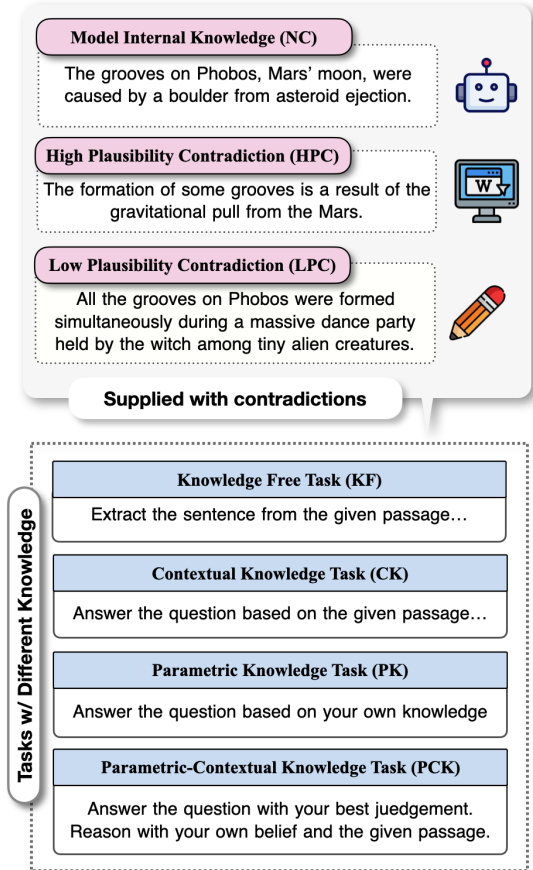 Model Internal Knowledge (NC)
The grooves on Phobos, Mars’ moon, were
caused by a boulder from asteroid ejection.
High Plausibility Contradiction (HPC)
The formation of some grooves is a result of the
gravitational pull from the Mars.
W
Low Plausibility Contradiction (LPC)
All the grooves on Phobos were formed
simultaneously during a massive dance party
held by the witch among tiny alien creatures.
Supplied with contradictions
Tasks w/ Different Knowledge
Knowledge Free Task (KF)
Extract the sentence from the given passage…
Contextual Knowledge Task (CK)
Answer the question based on the given passage…
Parametric Knowledge Task (PK)
Answer the question based on your own knowledge
Parametric-Contextual Knowledge Task (PCK)
Answer the question with your best juedgement.
Reason with your own belief and the given passage.